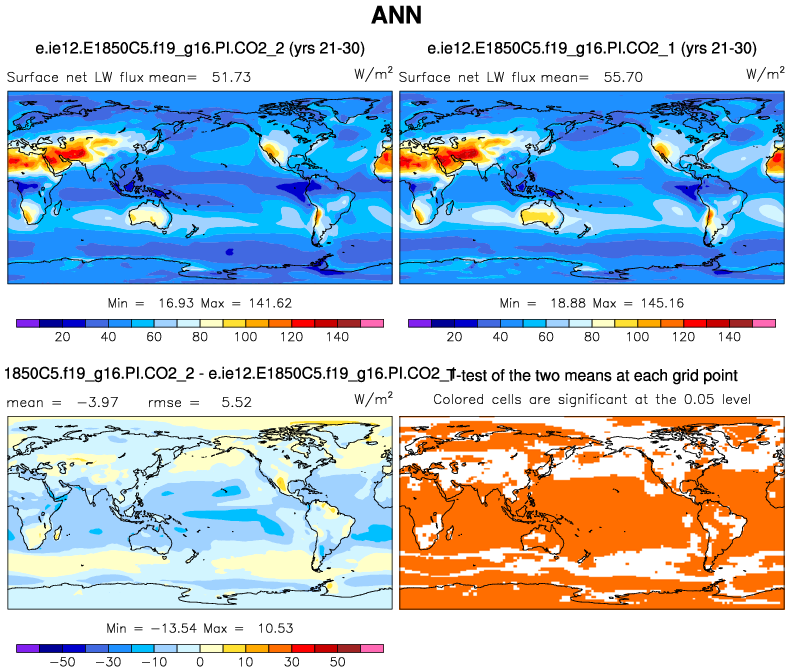 ANN
e.ie12.E1850C5.f19_g16.PI.CO2_2 (yrs 21-30)
Surface net LW flux mean= 51.73 W/m²
20 40 60 80 100 120 140
Min = 16.93 Max = 141.62
e.ie12.E1850C5.f19_g16.PI.CO2_1 (yrs 21-30)
Surface net LW flux mean= 55.70 W/m²
Min = 18.88 Max = 145.16
20 40 60 80 100 120 140
1850C5.f19_g16.PI.CO2_2 - e.ie12.E1850C5.f19_g16.PI.CO2_1
mean = -3.97 rmse = 5.52 W/m²
Min = -13.54 Max = 10.53
-50 -30 -10 0 10 30 50
T-test of the two means at each grid point
Colored cells are significant at the 0.05 level